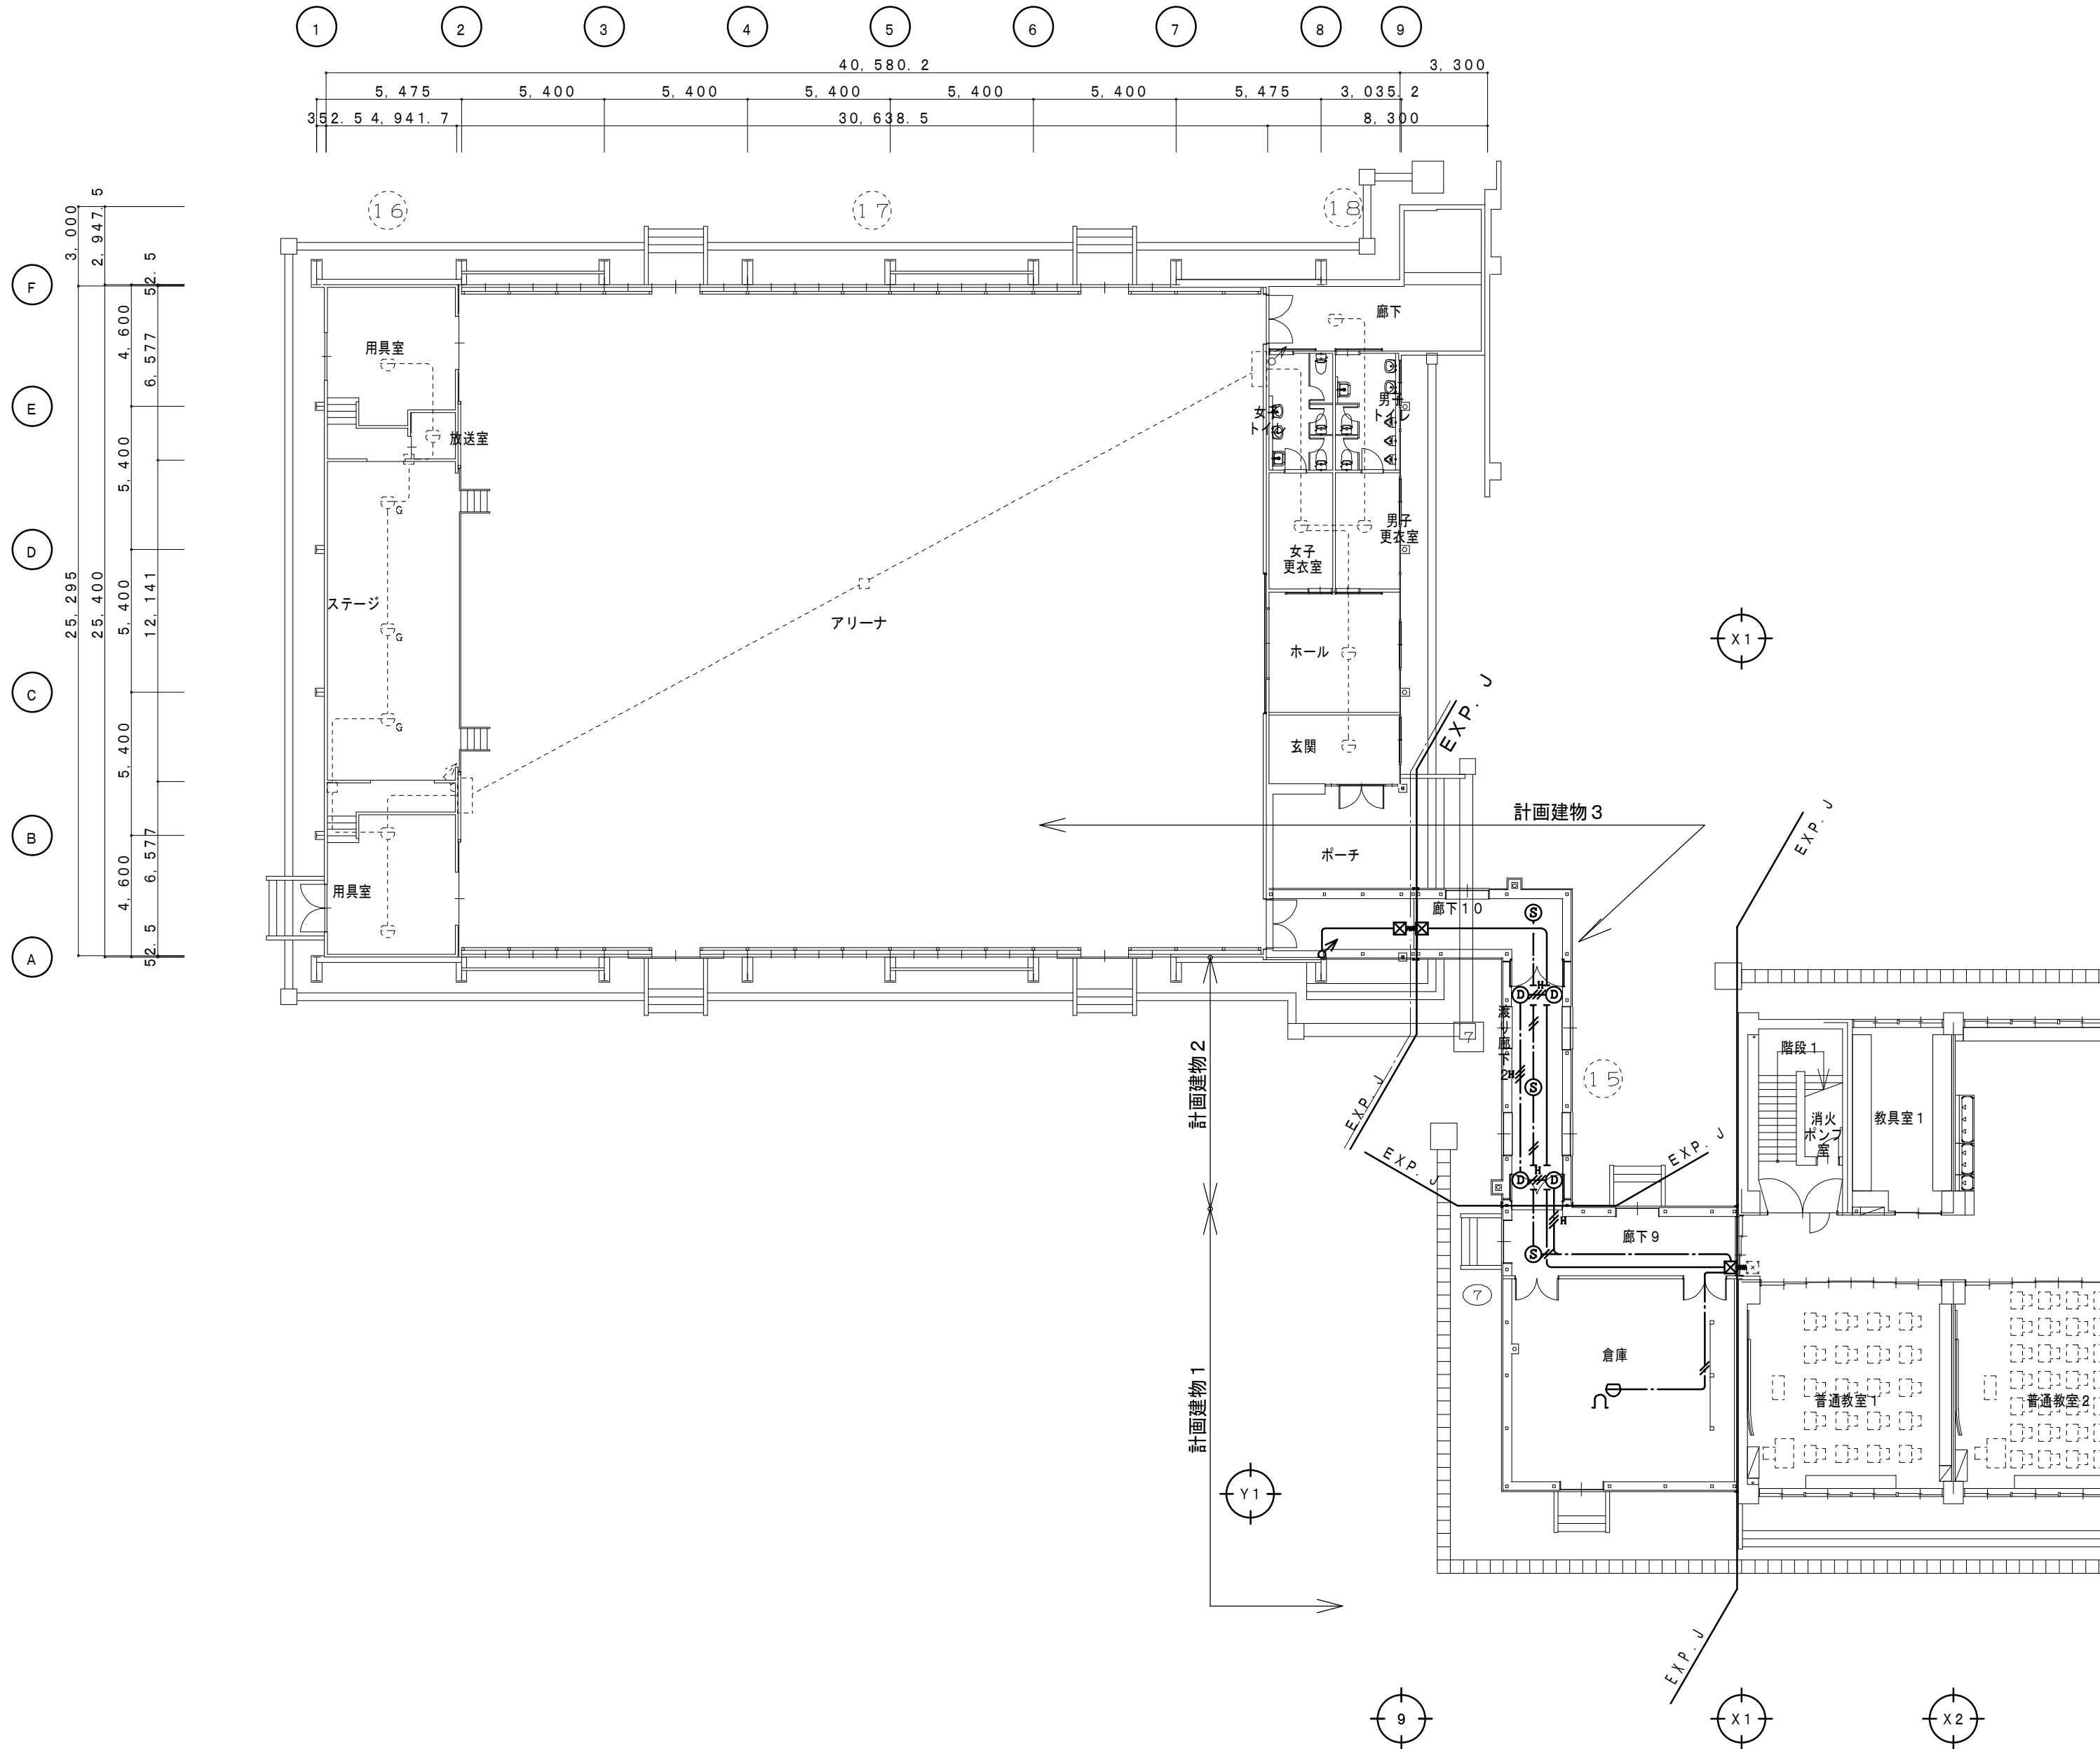 1
2
3
4
5
6
7
8
9
40,580.2
3,300
5,475
5,400
5,400
5,400
5,400
5,400
5,475
3,035.2
352.5
4,941.7
30,638.5
8,300
16
17
18
3,000
2,947.5
52.5
F
4,600
6,577
E
5,400
D
25,295
25,400
5,400
12,141
C
5,400
B
4,600
6,577
52.5
A
用具室
放送室
G
ステージ
G
G
用具室
アリーナ
廊下
女子
トイレ
男子
トイレ
男子
更衣室
女子
更衣室
ホール
玄関
ポーチ
EXP.J
X1
計画建物3
EXP.J
廊下10
S
H
D
D
渡り廊下
2H
S
7
15
計画建物2
EXP.J
EXP.J
EXP.J
H
D
D
H
S
廊下9
7
階段1
消火
ポンプ
室
教具室1
倉庫
計画建物1
普通教室1
普通教室2
Y1
EXP.J
9
X1
X2